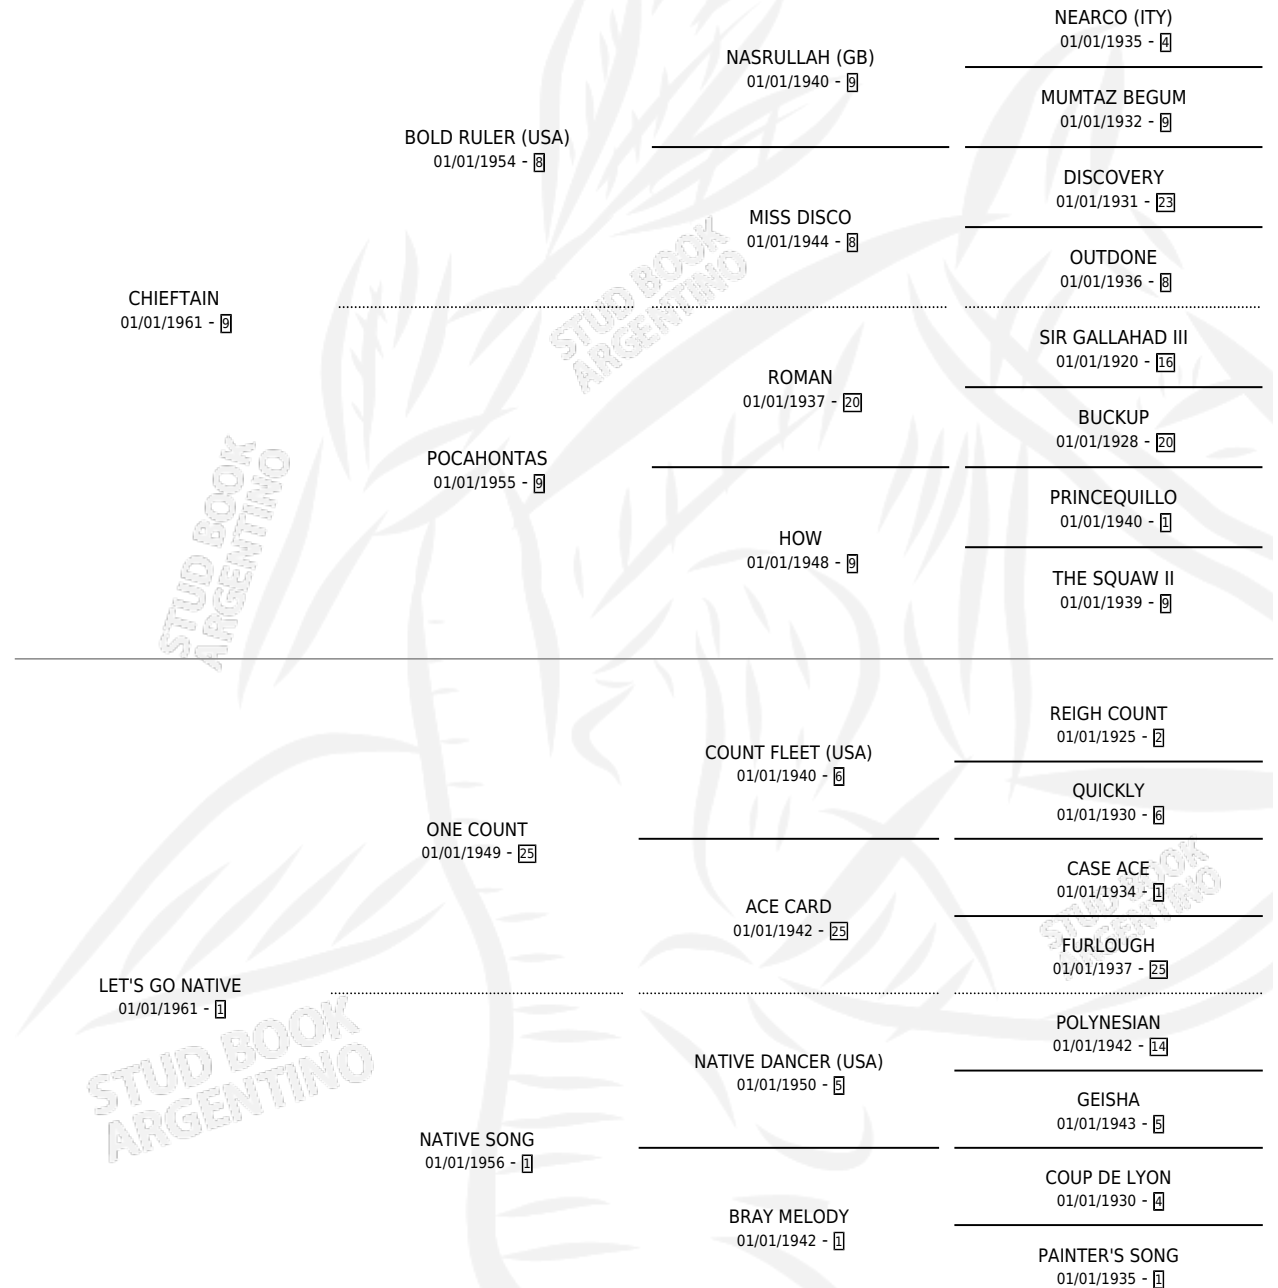 NEARCO (ITY)
01/01/1935 - 4
NASRULLAH (GB)
01/01/1940 - 9
MUMTAZ BEGUM
01/01/1932 - 9
BOLD RULER (USA)
01/01/1954 - 8
DISCOVERY
01/01/1931 - 23
MISS DISCO
01/01/1944 - 8
OUTDONE
01/01/1936 - 8
CHIEFTAIN
01/01/1961 - 9
SIR GALLAHAD III
01/01/1920 - 16
ROMAN
01/01/1937 - 20
BUCKUP
01/01/1928 - 20
POCAHONTAS
01/01/1955 - 9
PRINCEQUILLO
01/01/1940 - 1
HOW
01/01/1948 - 9
THE SQUAW II
01/01/1939 - 9
REIGH COUNT
01/01/1925 - 2
COUNT FLEET (USA)
01/01/1940 - 6
QUICKLY
01/01/1930 - 6
ONE COUNT
01/01/1949 - 25
CASE ACE
01/01/1934 - 1
ACE CARD
01/01/1942 - 25
FURLOUGH
01/01/1937 - 25
LET'S GO NATIVE
01/01/1961 - 1
POLYNESIAN
01/01/1942 - 14
NATIVE DANCER (USA)
01/01/1950 - 5
GEISHA
01/01/1943 - 5
NATIVE SONG
01/01/1956 - 1
COUP DE LYON
01/01/1930 - 4
BRAY MELODY
01/01/1942 - 1
PAINTER'S SONG
01/01/1935 - 1
STUD BOOK
ARGENTINO
STUD BOOK
ARGENTINO
STUD BOOK
ARGENTINO
STUD BOOK
ARGENTINO